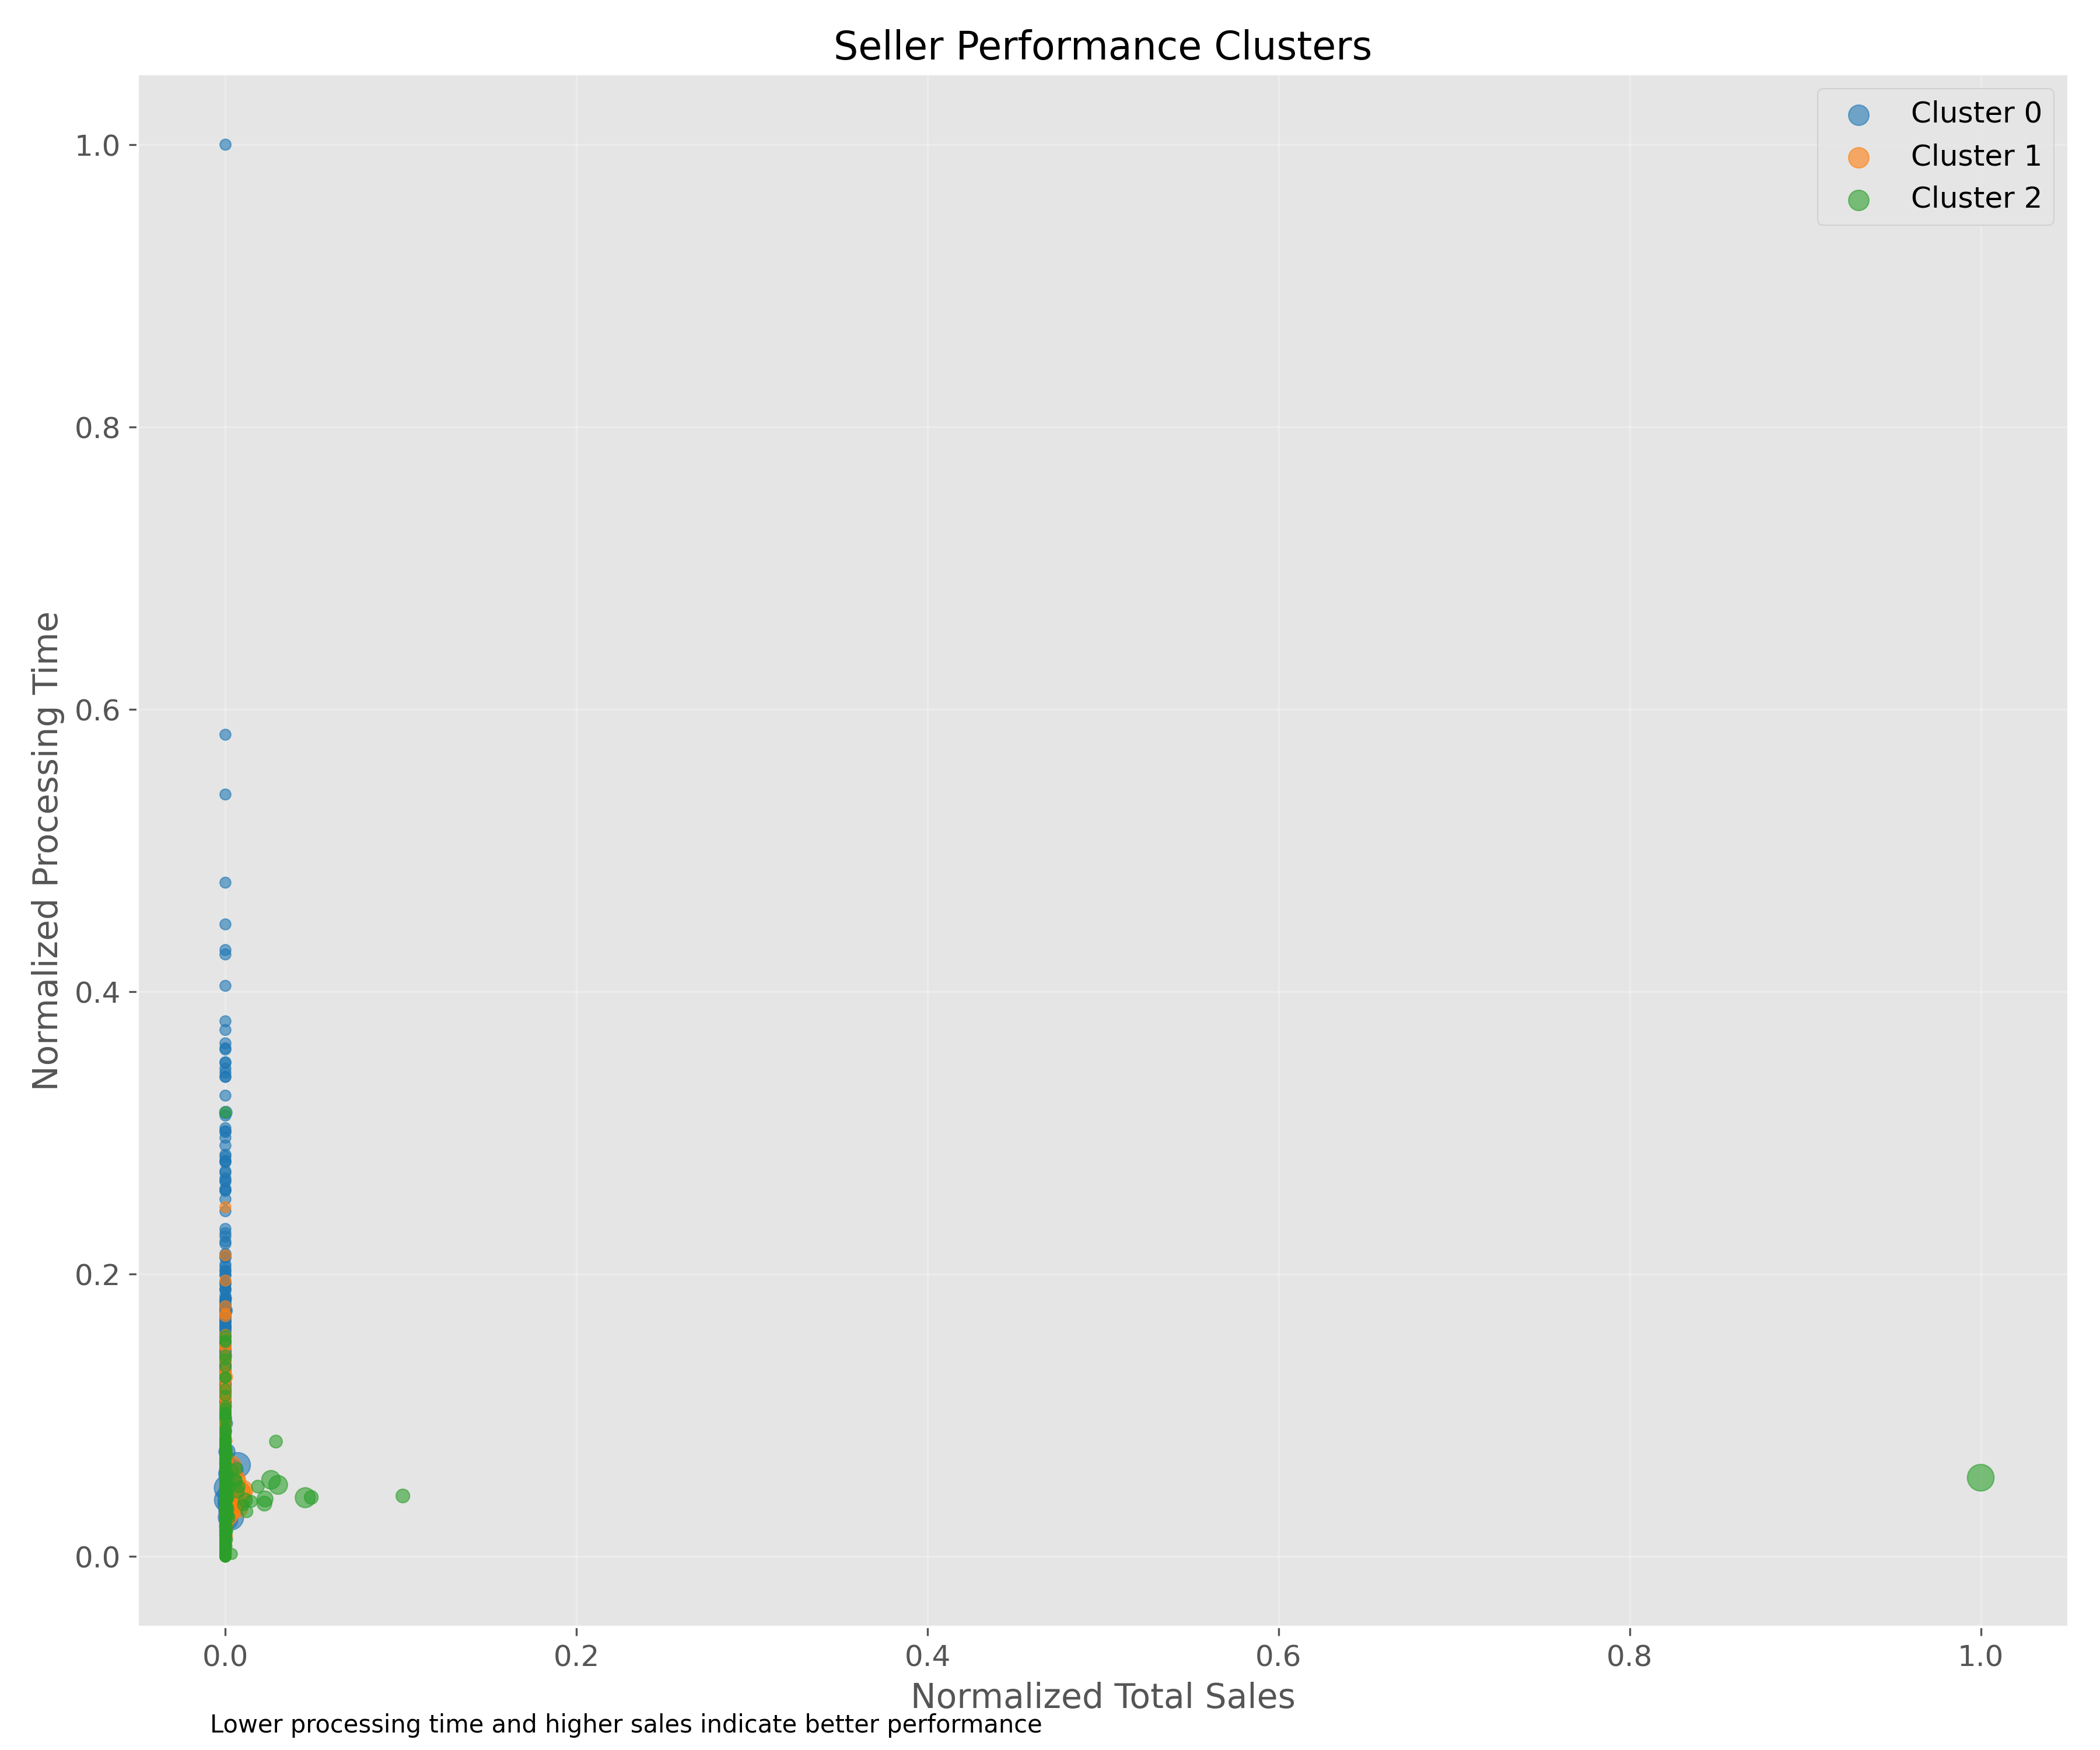 Seller Performance Clusters
Cluster 0
Cluster 1
Cluster 2
Normalized Processing Time
1.0
0.8
0.6
0.4
0.2
0.0
0.0 0.2 0.4 0.6 0.8 1.0
Normalized Total Sales
Lower processing time and higher sales indicate better performance